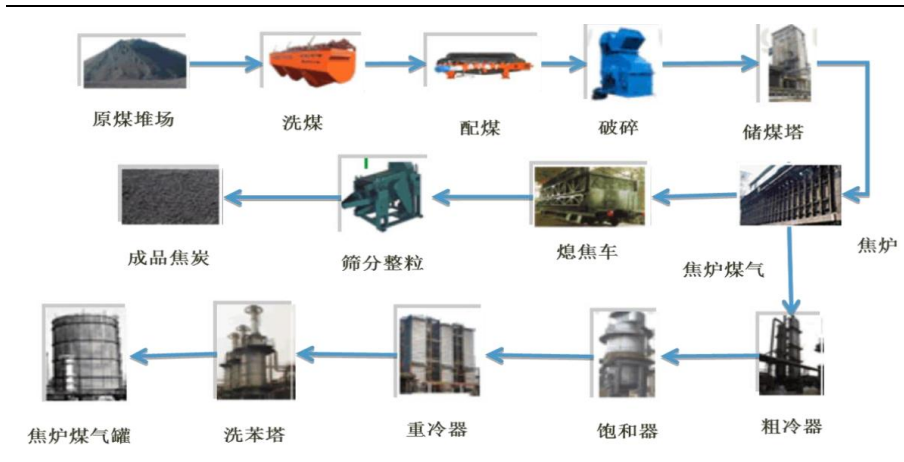 原煤堆场
洗煤
配煤
破碎
储煤塔
成品焦炭
筛分整粒
熄焦车
焦炉煤气
焦炉
焦炉煤气罐
洗苯塔
重冷器
饱和器
粗冷器